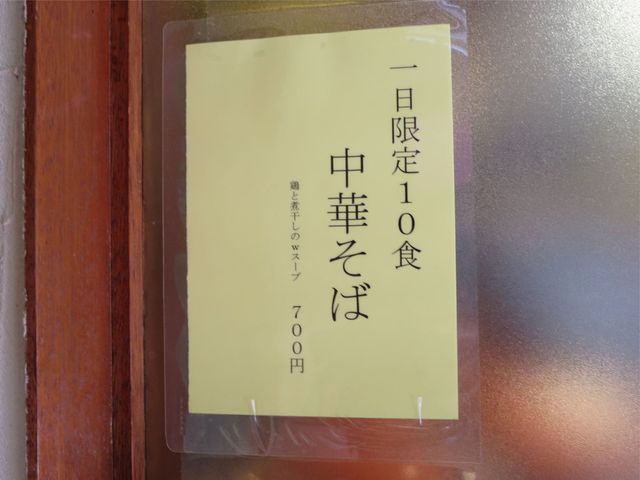 一日限定１０食
中華そば
鶏と煮干しのｗスープ　７００円